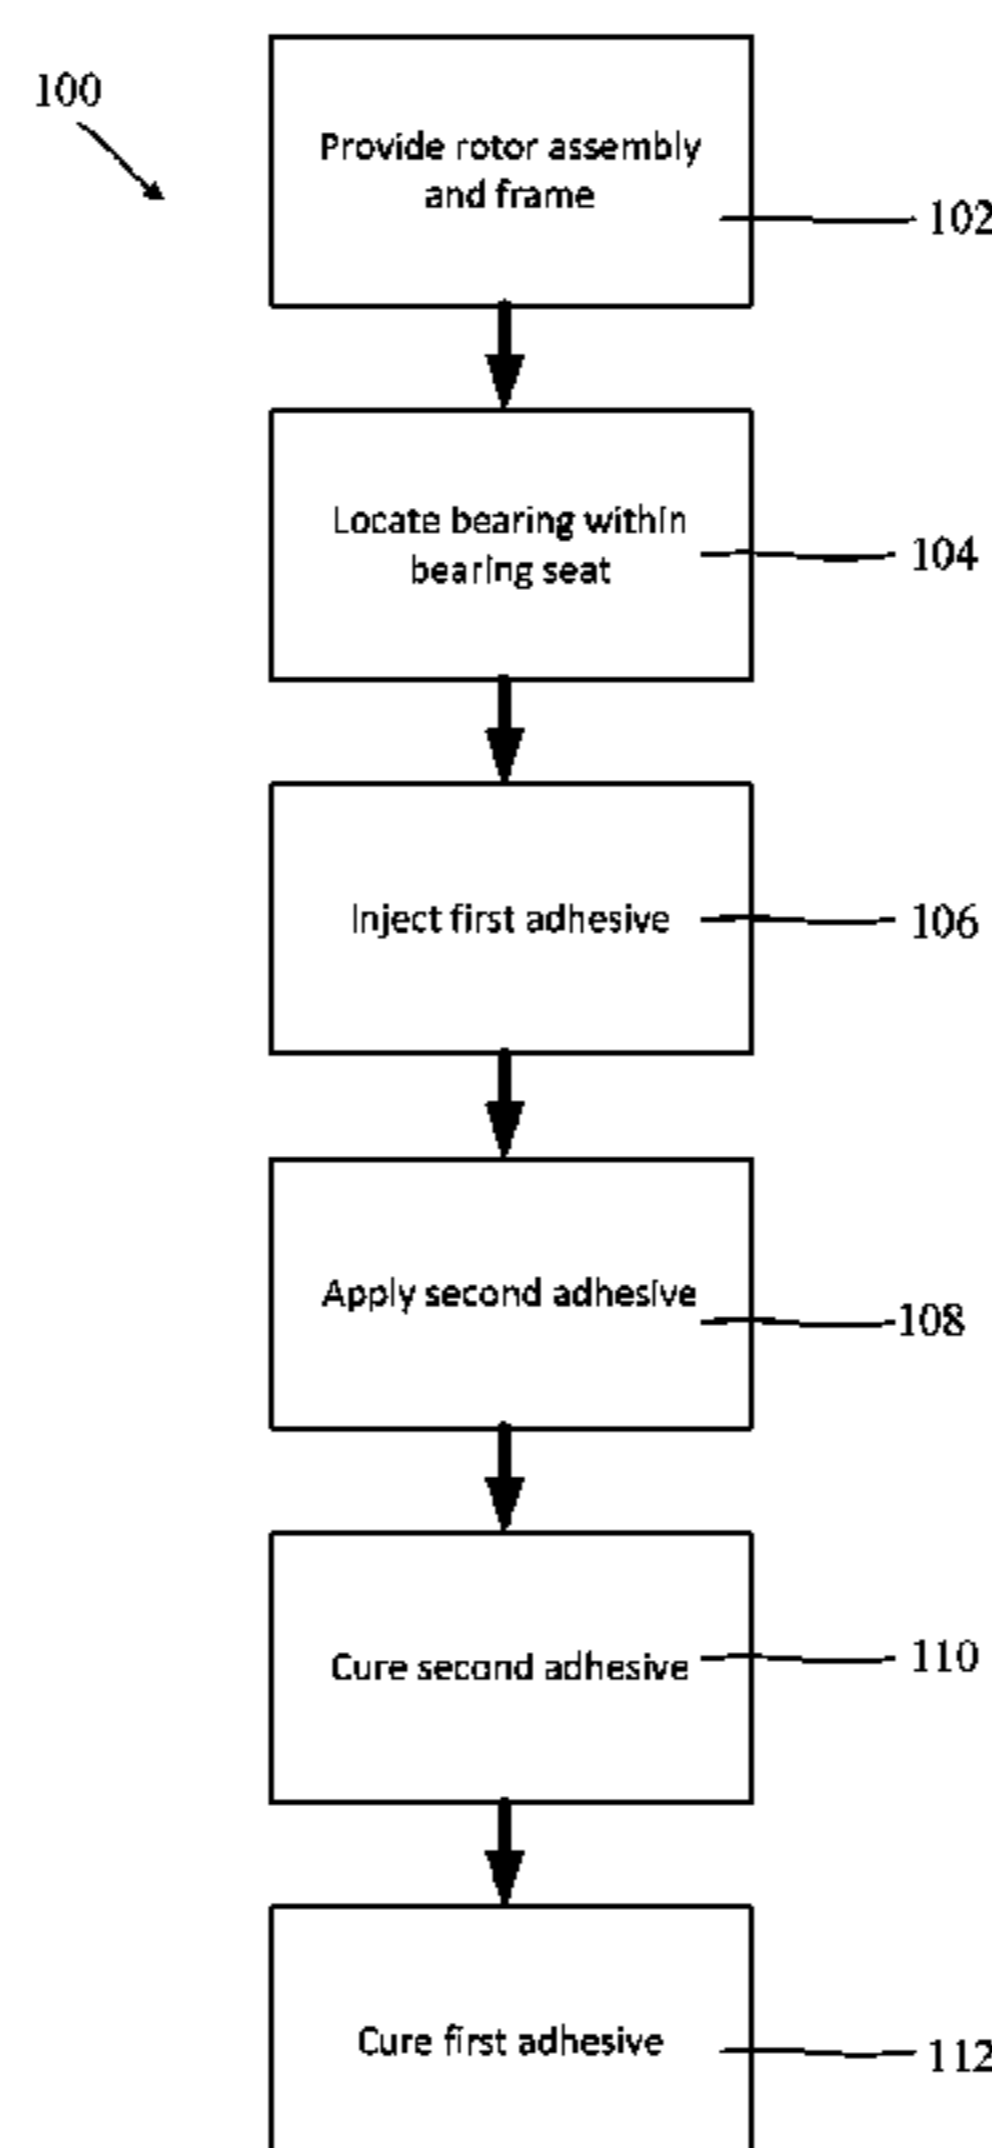 100
Provide rotor assembly
and frame
102
Locate bearing within
bearing seat
104
Inject first adhesive
106
Apply second adhesive
108
Cure second adhesive
110
Cure first adhesive
112